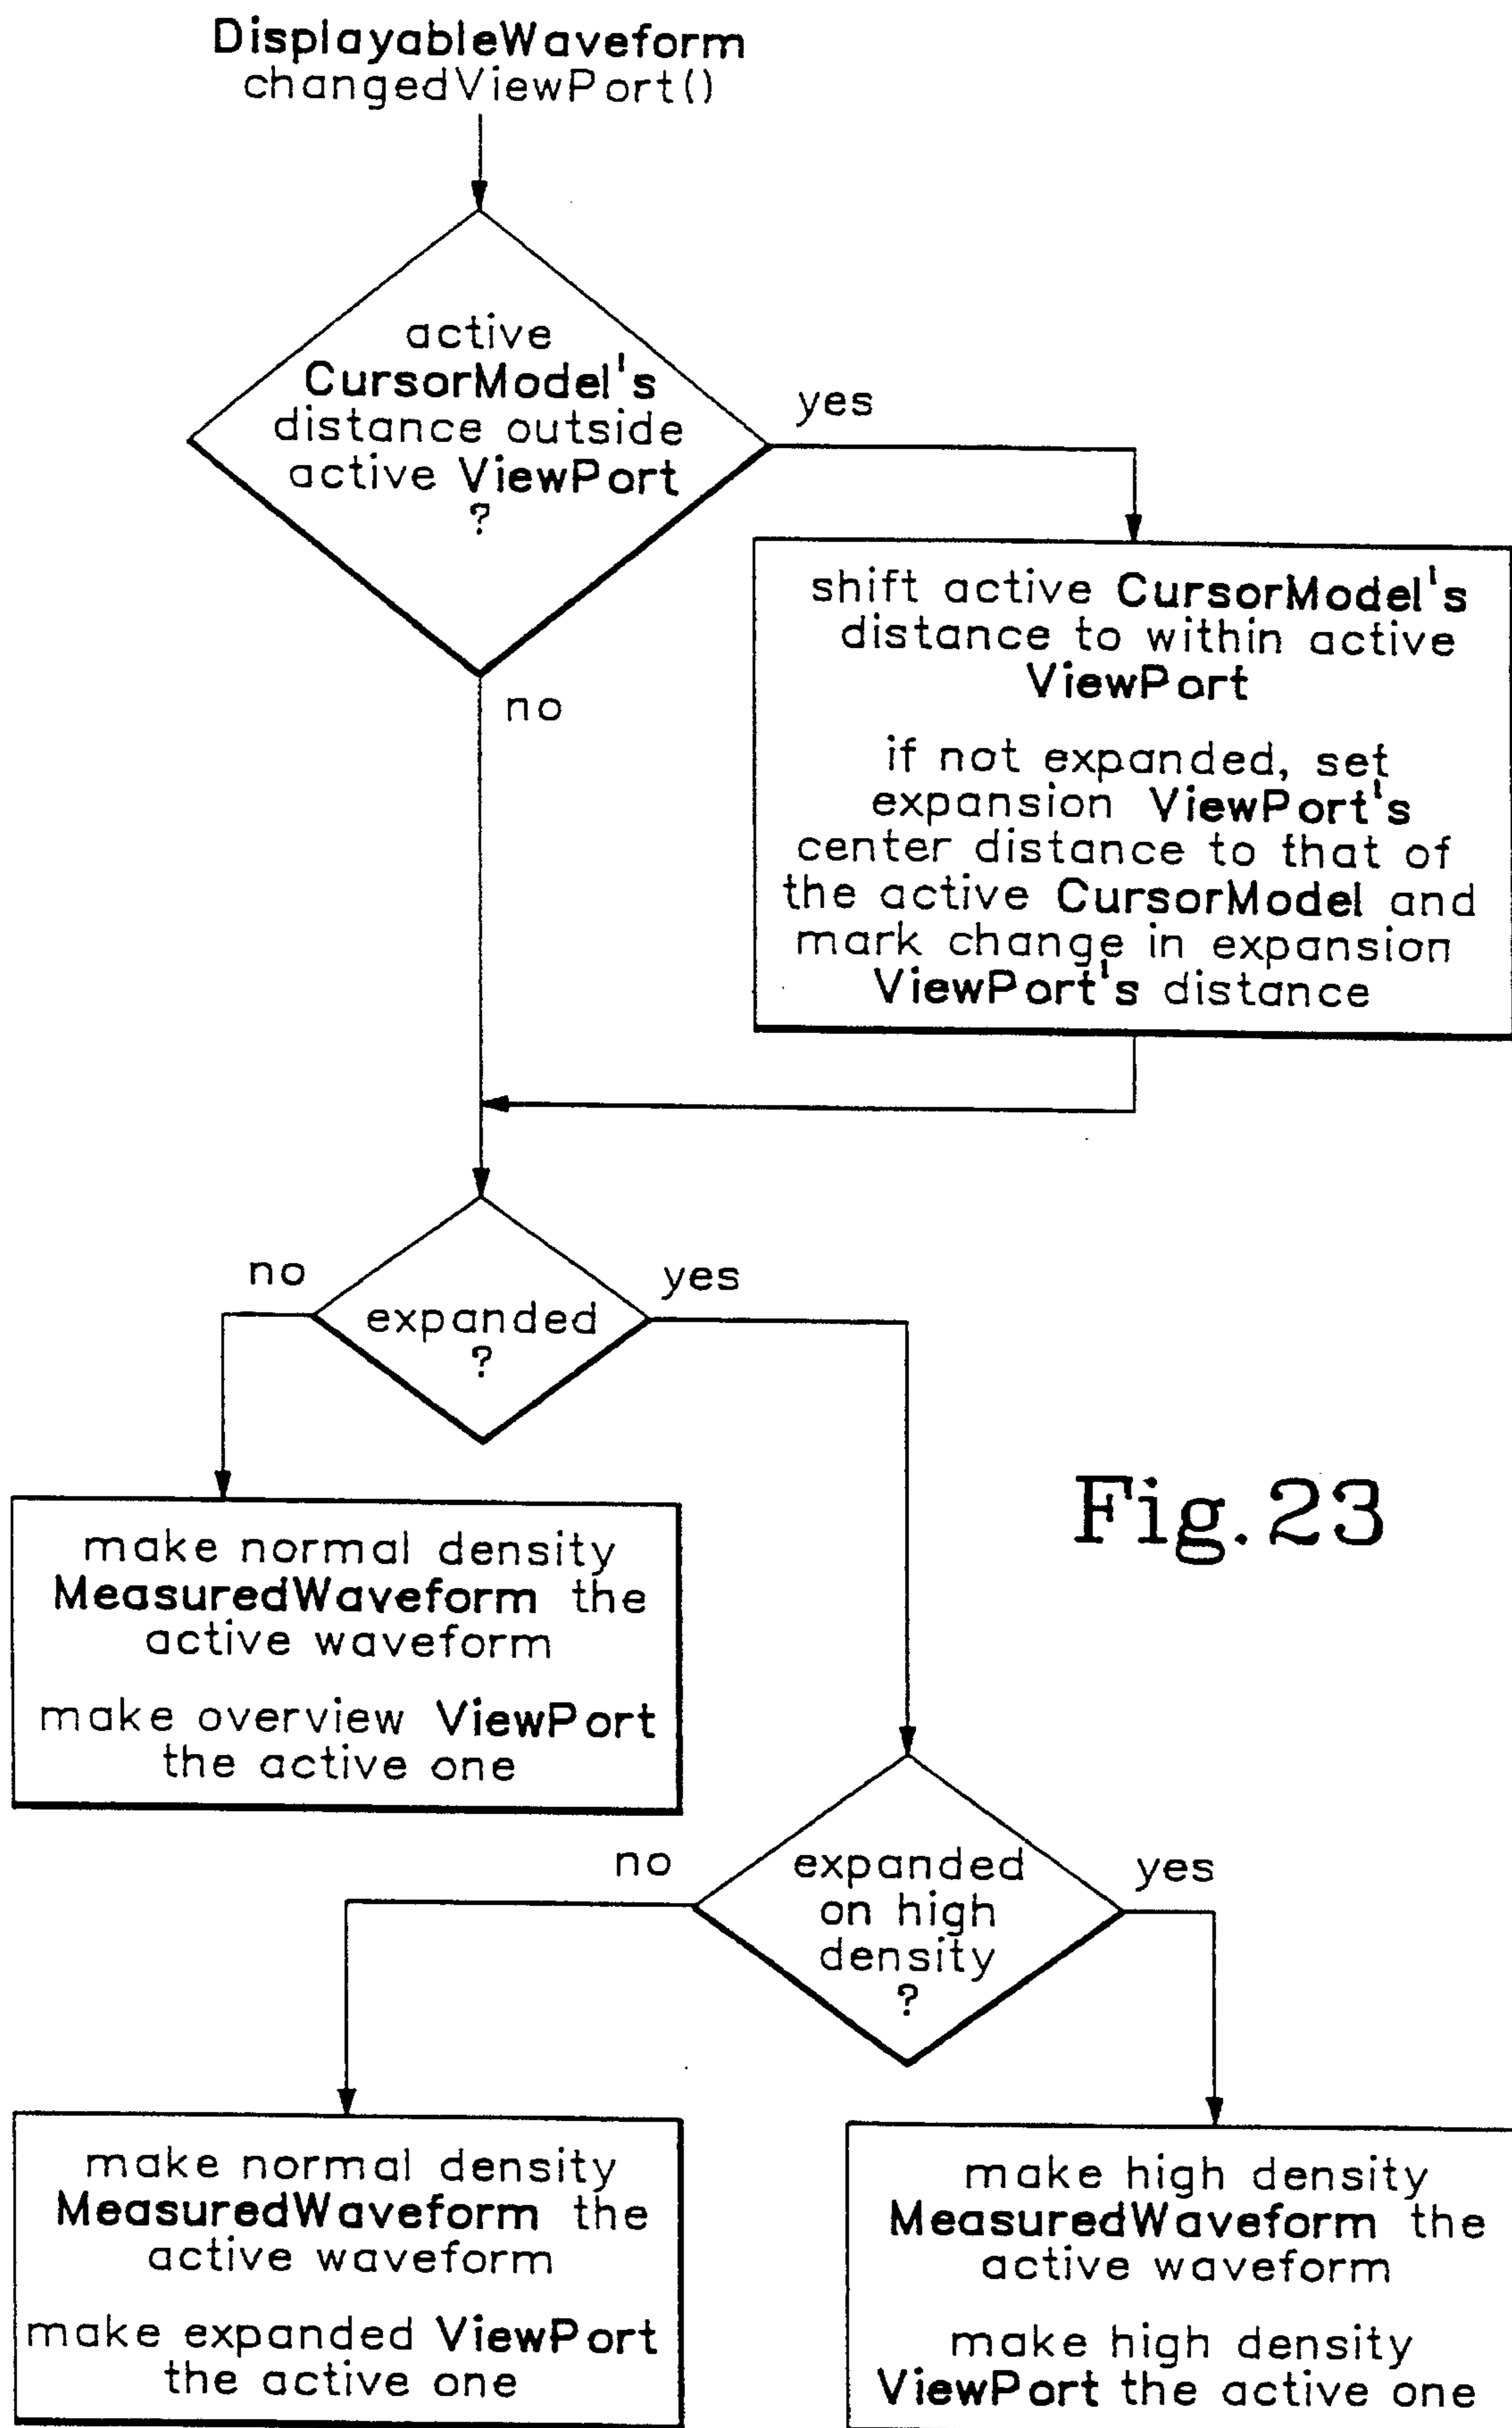 DisplayableWaveform
changedViewPort()
active
CursorModel's
distance outside
active ViewPort
?
yes
no
shift active CursorModel's
distance to within active
ViewPort
if not expanded, set
expansion ViewPort's
center distance to that of
the active CursorModel and
mark change in expansion
ViewPort's distance
no
yes
expanded
?
make normal density
MeasuredWaveform the
active waveform
make overview ViewPort
the active one
Fig. 23
no
yes
expanded
on high
density
?
make normal density
MeasuredWaveform the
active waveform
make expanded ViewPort
the active one
make high density
MeasuredWaveform the
active waveform
make high density
ViewPort the active one